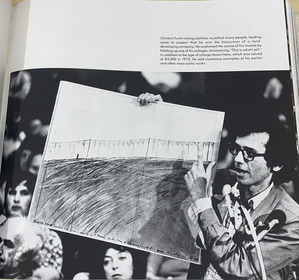 Christo's fund-raising abilities mystified many people, leading
some to suspect that he was the forerunner of a land-
developing company. He explained the source of his income by
holding up one of his collages, announcing: "This is what I sell."
In addition to the type of collage shown here, which was valued
at $4,200 in 1975, he sold numerous examples of his earlier
and often more costly works.